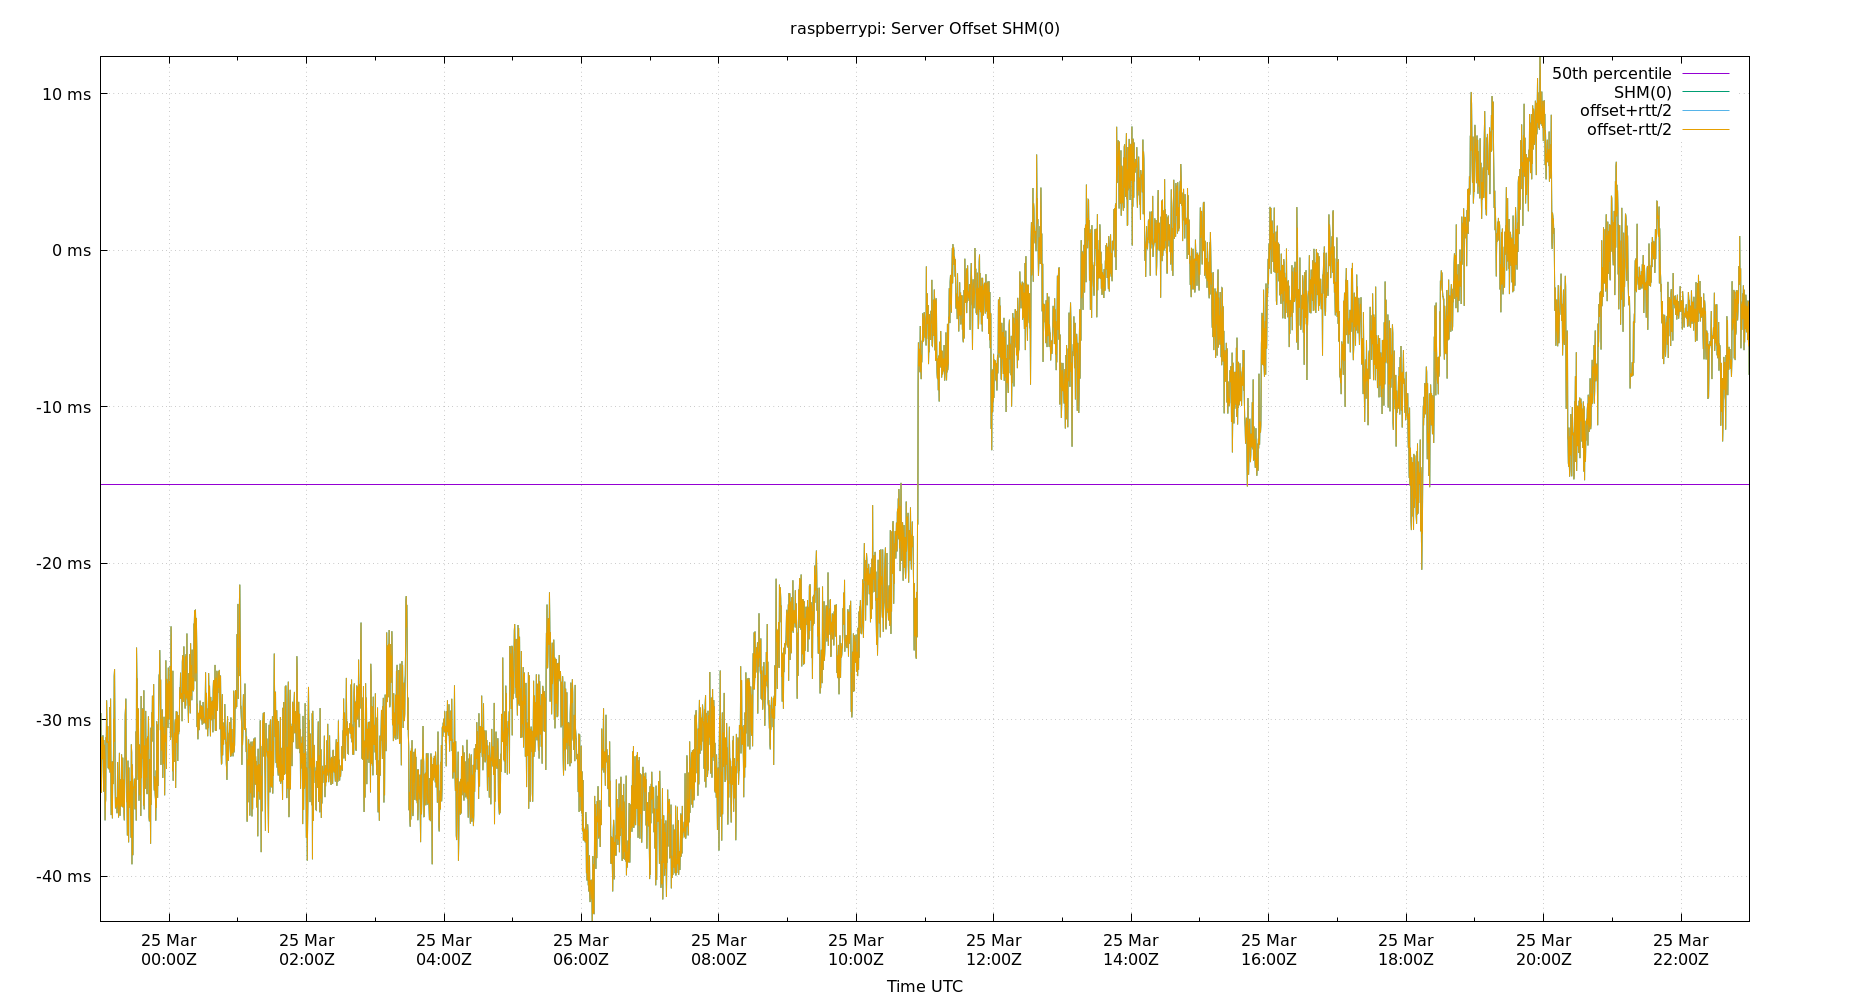 raspberrypi: Server Offset SHM(0)
50th percentile
SHM(0)
offset+rtt/2
offset-rtt/2
10 ms
0 ms
-10 ms
-20 ms
-30 ms
-40 ms
25 Mar 25 Mar 25 Mar 25 Mar 25 Mar 25 Mar 25 Mar 25 Mar 25 Mar 25 Mar 25 Mar 25 Mar
00:00Z 02:00Z 04:00Z 06:00Z 08:00Z 10:00Z 12:00Z 14:00Z 16:00Z 18:00Z 20:00Z 22:00Z
Time UTC